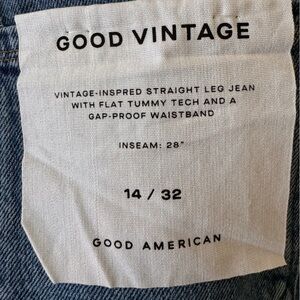 GOOD VINTAGE
VINTAGE-INSPRED STRAIGHT LEG JEAN
WITH FLAT TUMMY TECH AND A
GAP-PROOF WAISTBAND
INSEAM: 28"
14 / 32
GOOD AMERICAN